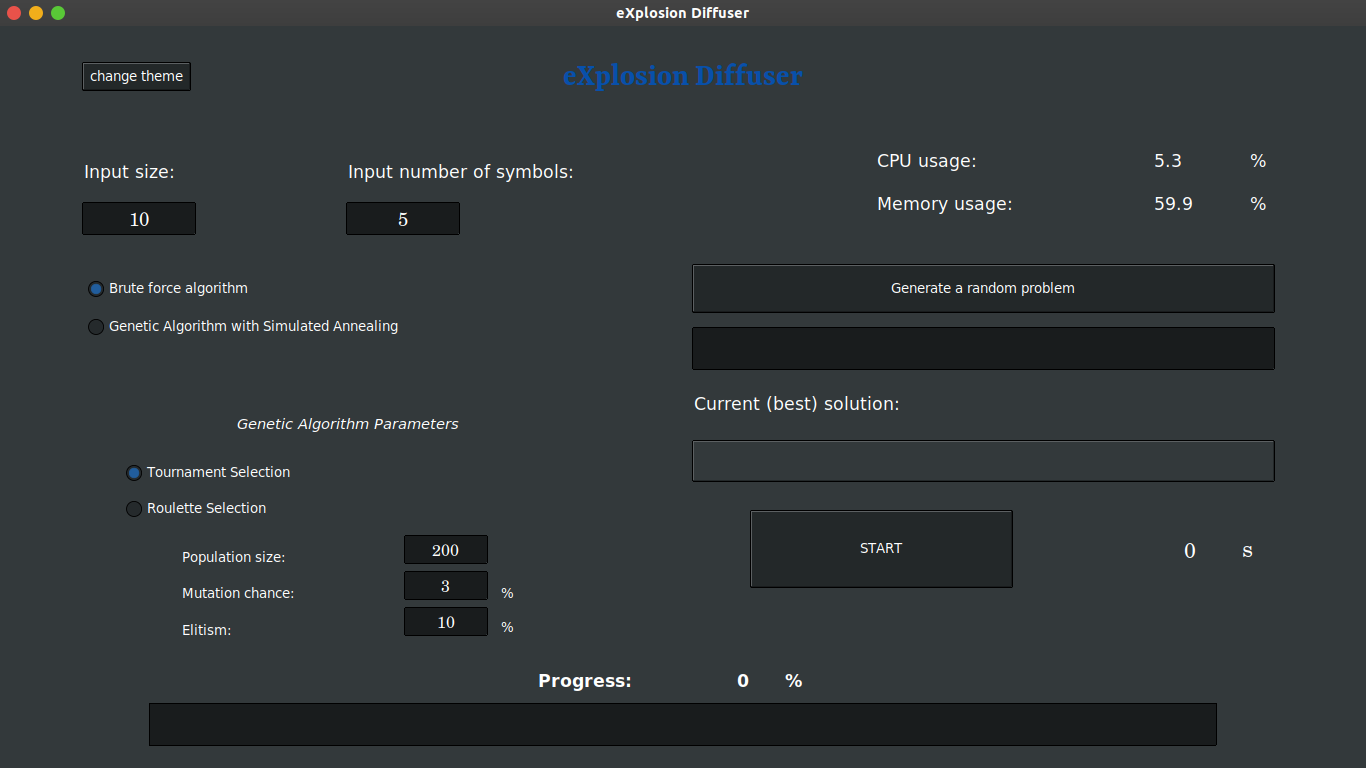 eXplosion Diffuser
change theme
eXplosion Diffuser
Input size:
Input number of symbols:
10
5
CPU usage: 5.3 %
Memory usage: 59.9 %
Brute force algorithm
Genetic Algorithm with Simulated Annealing
Generate a random problem
Current (best) solution:
Genetic Algorithm Parameters
Tournament Selection
Roulette Selection
Population size: 200
Mutation chance: 3 %
Elitism: 10 %
START
0 s
Progress: 0 %